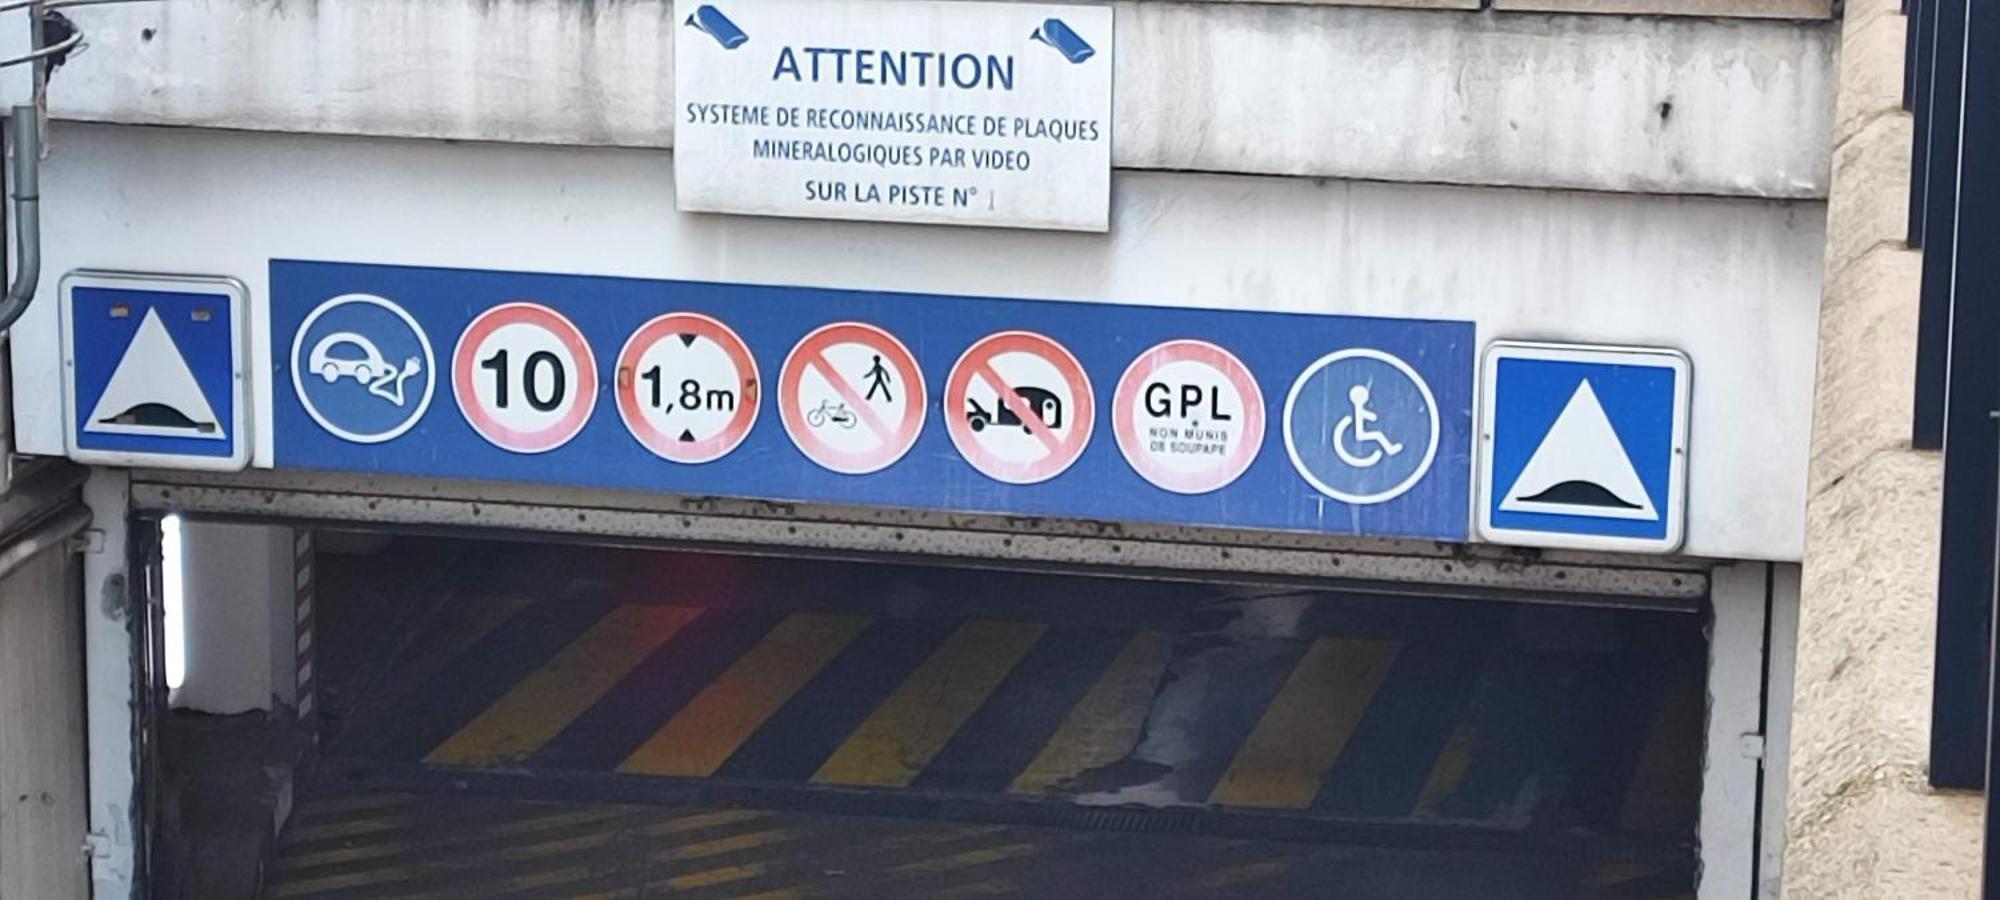 ATTENTION
SYSTEME DE RECONNAISSANCE DE PLAQUES
MINERALOGIQUES PAR VIDEO
SUR LA PISTE N° 1
10
1,8m
GPL
NON MUNIS
DE SOUPAPE